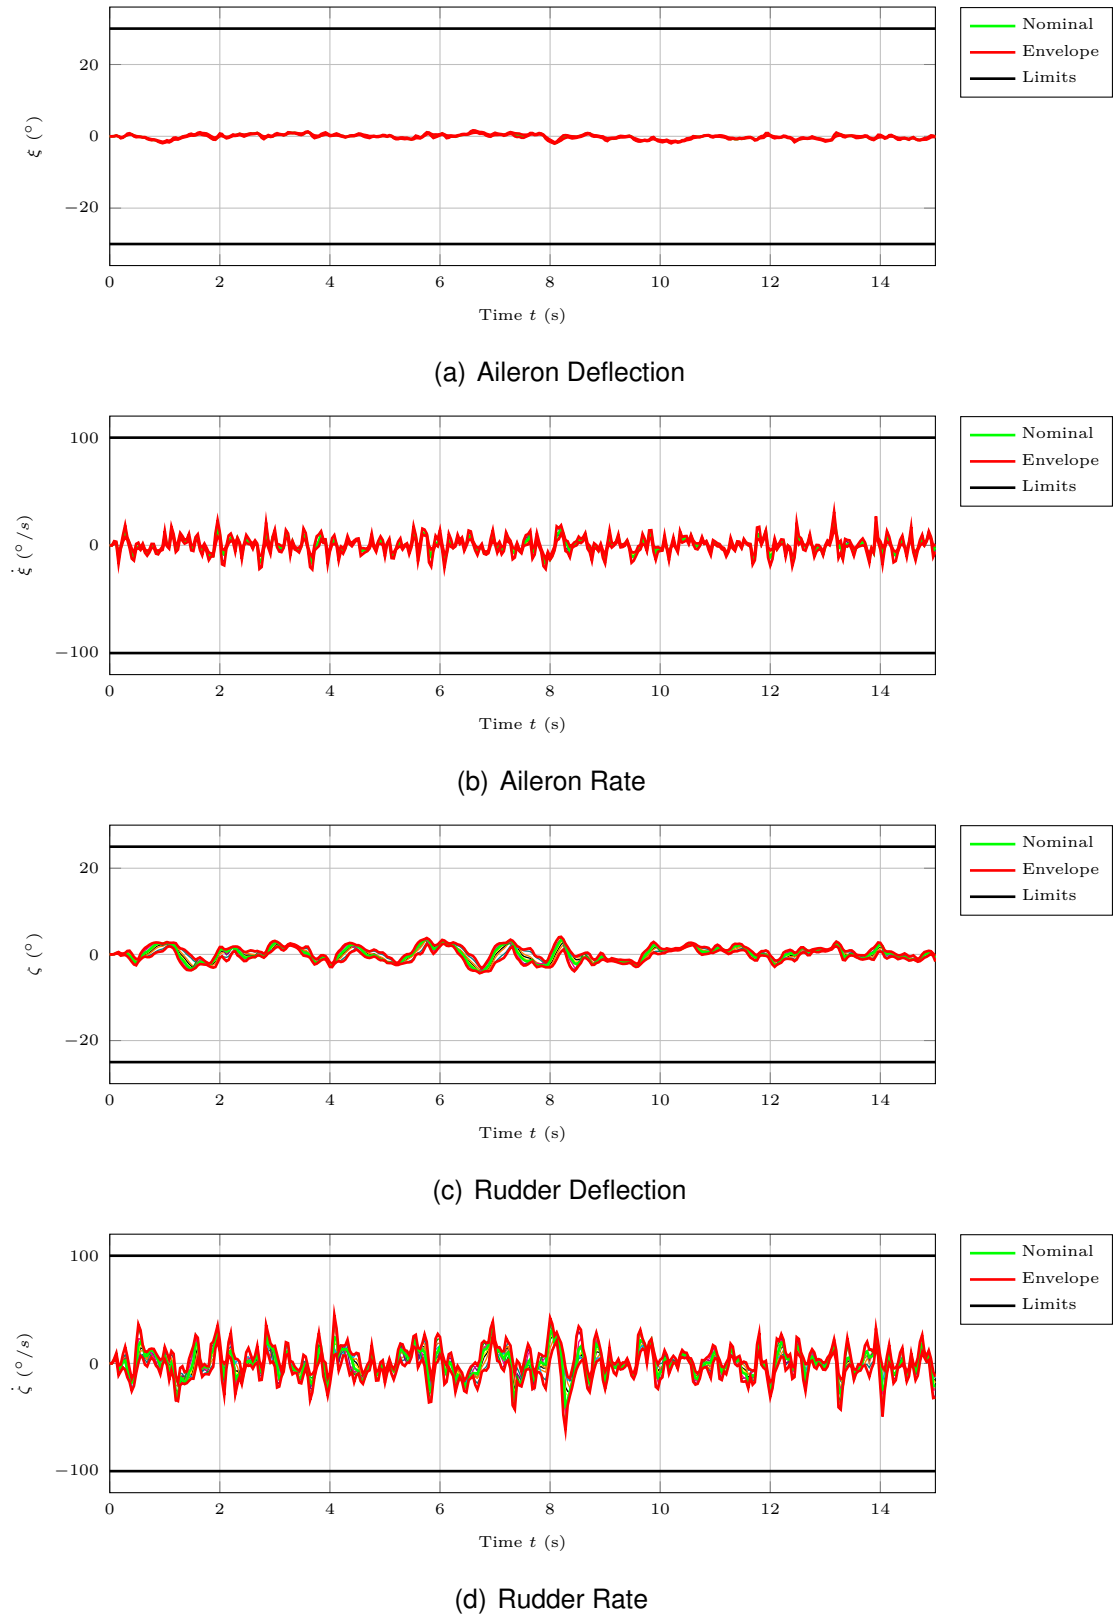 20
0
−20
ξ (°)
0 2 4 6 8 10 12 14
Time t (s)
Nominal
Envelope
Limits
(a) Aileron Deflection
100
0
−100
ξ̇ (°/s)
0 2 4 6 8 10 12 14
Time t (s)
Nominal
Envelope
Limits
(b) Aileron Rate
20
0
−20
ζ (°)
0 2 4 6 8 10 12 14
Time t (s)
Nominal
Envelope
Limits
(c) Rudder Deflection
100
0
−100
ζ̇ (°/s)
0 2 4 6 8 10 12 14
Time t (s)
Nominal
Envelope
Limits
(d) Rudder Rate